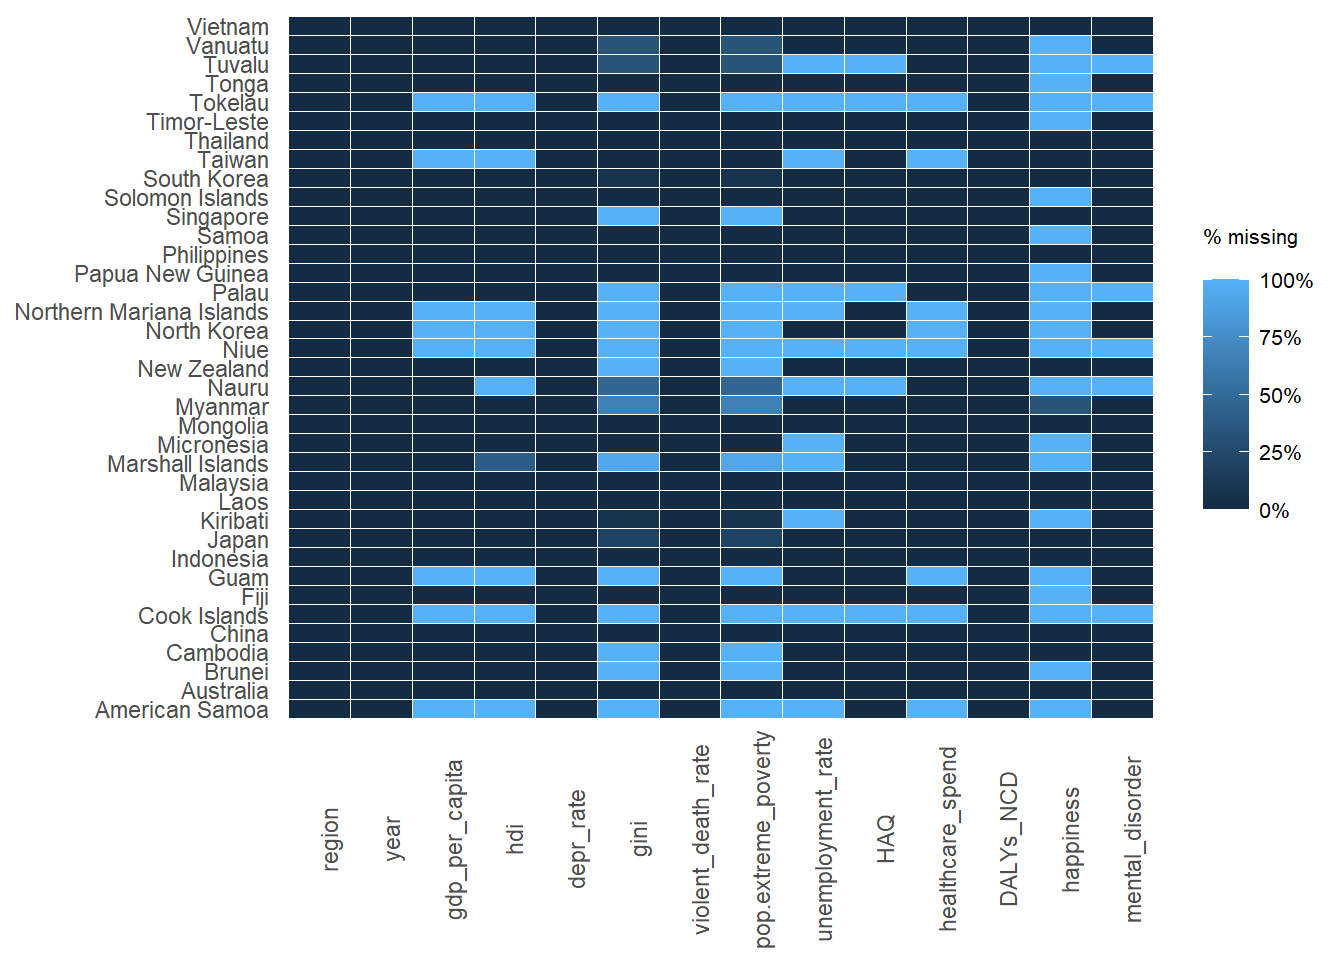 Vietnam
Vanuatu
Tuvalu
Tonga
Tokelau
Timor-Leste
Thailand
Taiwan
South Korea
Solomon Islands
Singapore
Samoa
Philippines
Papua New Guinea
Palau
Northern Mariana Islands
North Korea
Niue
New Zealand
Nauru
Myanmar
Mongolia
Micronesia
Marshall Islands
Malaysia
Laos
Kiribati
Japan
Indonesia
Guam
Fiji
Cook Islands
China
Cambodia
Brunei
Australia
American Samoa
region
year
gdp_per_capita
hdi
depr_rate
gini
violent_death_rate
pop.extreme_poverty
unemployment_rate
HAQ
healthcare_spend
DALYs_NCD
happiness
mental_disorder
% missing
100%
75%
50%
25%
0%